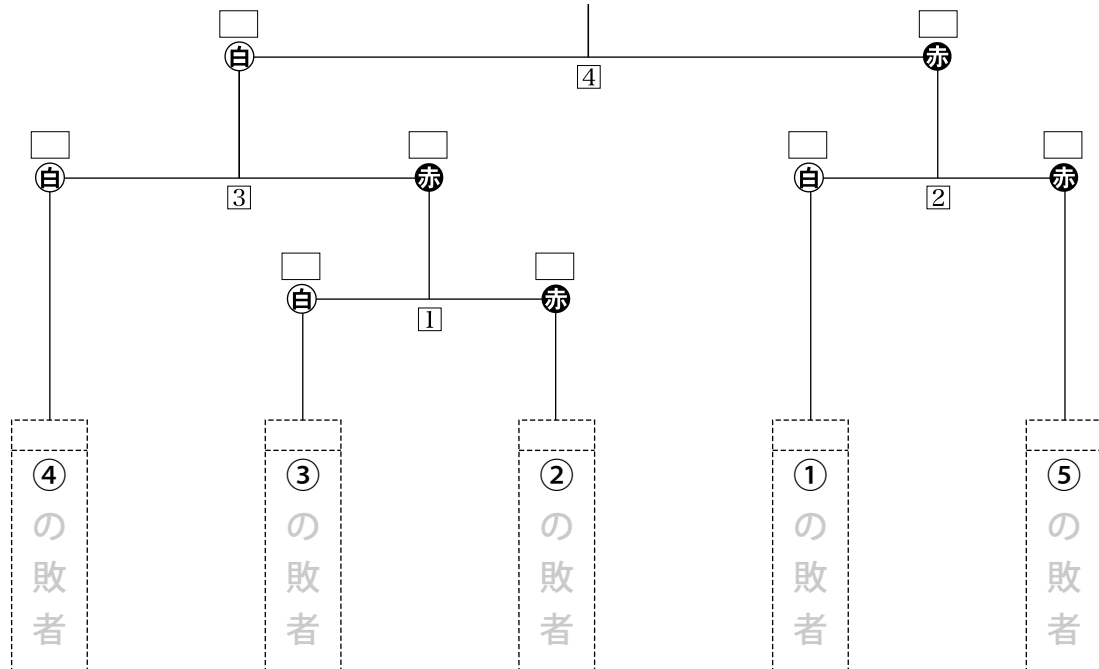 白 赤
4
白 赤 白 赤
3 2
白 赤
1
④の敗者
③の敗者
②の敗者
①の敗者
⑤の敗者